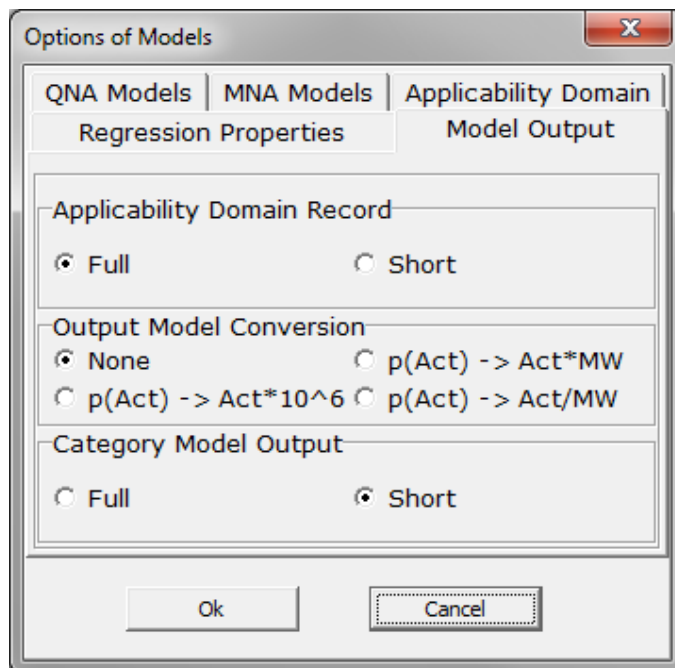 Options of Models
QNA Models MNA Models Applicability Domain
Regression Properties Model Output
Applicability Domain Record
Full Short
Output Model Conversion
None p(Act) -> Act*MW
p(Act) -> Act*10^6 p(Act) -> Act/MW
Category Model Output
Full Short
Ok Cancel